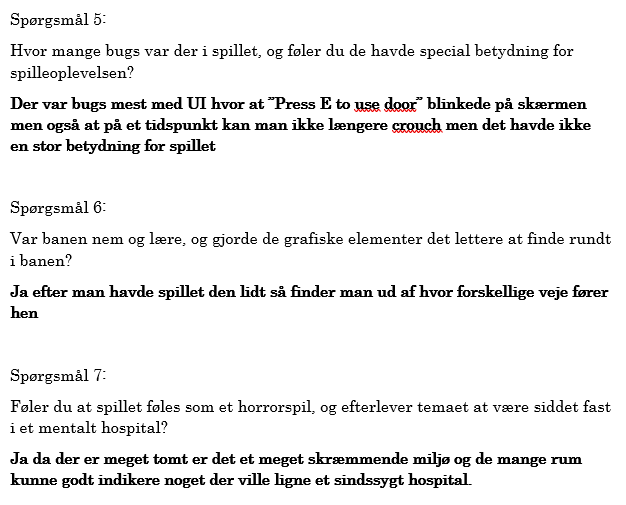 Spørgsmål 5:
Hvor mange bugs var der i spillet, og føler du de havde special betydning for
spilleoplevelsen?
Der var bugs mest med UI hvor at ”Press E to use door” blinkede på skærmen
men også at på et tidspunkt kan man ikke længere crouch men det havde ikke
en stor betydning for spillet
Spørgsmål 6:
Var banen nem og lære, og gjorde de grafiske elementer det lettere at finde rundt
i banen?
Ja efter man havde spillet den lidt så finder man ud af hvor forskellige veje fører
hen
Spørgsmål 7:
Føler du at spillet føles som et horrorspil, og efterlever temaet at være siddet fast
i et mentalt hospital?
Ja da der er meget tomt er det et meget skræmmende miljø og de mange rum
kunne godt indikere noget der ville ligne et sindssygt hospital.